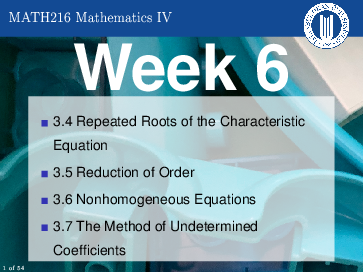 MATH216 Mathematics IV
Week 6
3.4 Repeated Roots of the Characteristic
Equation
3.5 Reduction of Order
3.6 Nonhomogeneous Equations
3.7 The Method of Undetermined
Coefficients
1 of 54